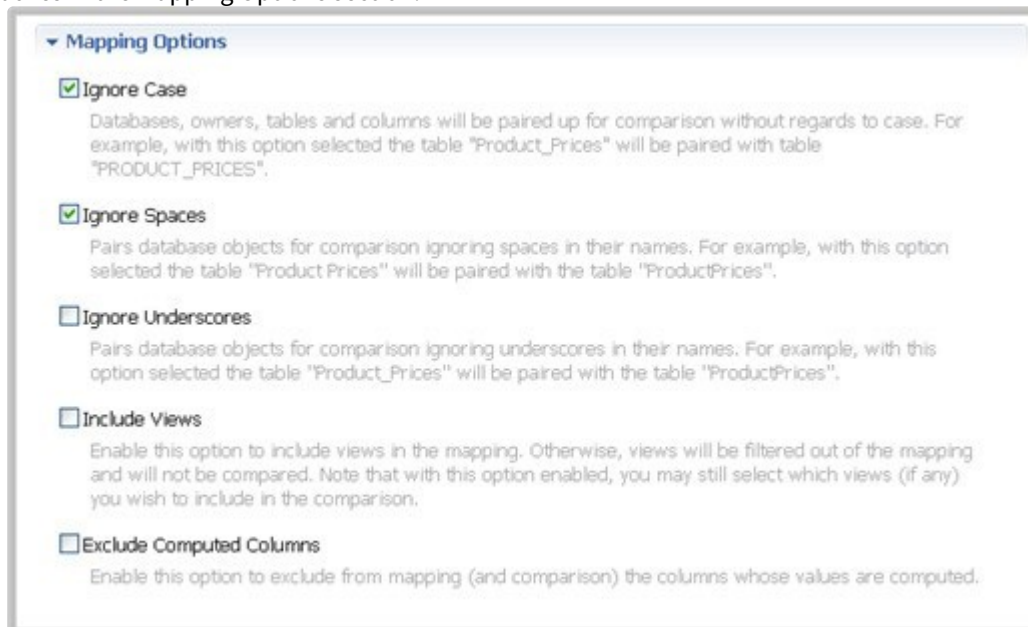 Mapping Options
Ignore Case
Databases, owners, tables and columns will be paired up for comparison without regards to case. For
example, with this option selected the table "Product_Prices" will be paired with table
"PRODUCT_PRICES".
Ignore Spaces
Pairs database objects for comparison ignoring spaces in their names. For example, with this option
selected the table "Product Prices" will be paired with the table "ProductPrices".
Ignore Underscores
Pairs database objects for comparison ignoring underscores in their names. For example, with this
option selected the table "Product_Prices" will be paired with the table "ProductPrices".
Include Views
Enable this option to include views in the mapping. Otherwise, views will be filtered out of the mapping
and will not be compared. Note that with this option enabled, you may still select which views (if any)
you wish to include in the comparison.
Exclude Computed Columns
Enable this option to exclude from mapping (and comparison) the columns whose values are computed.